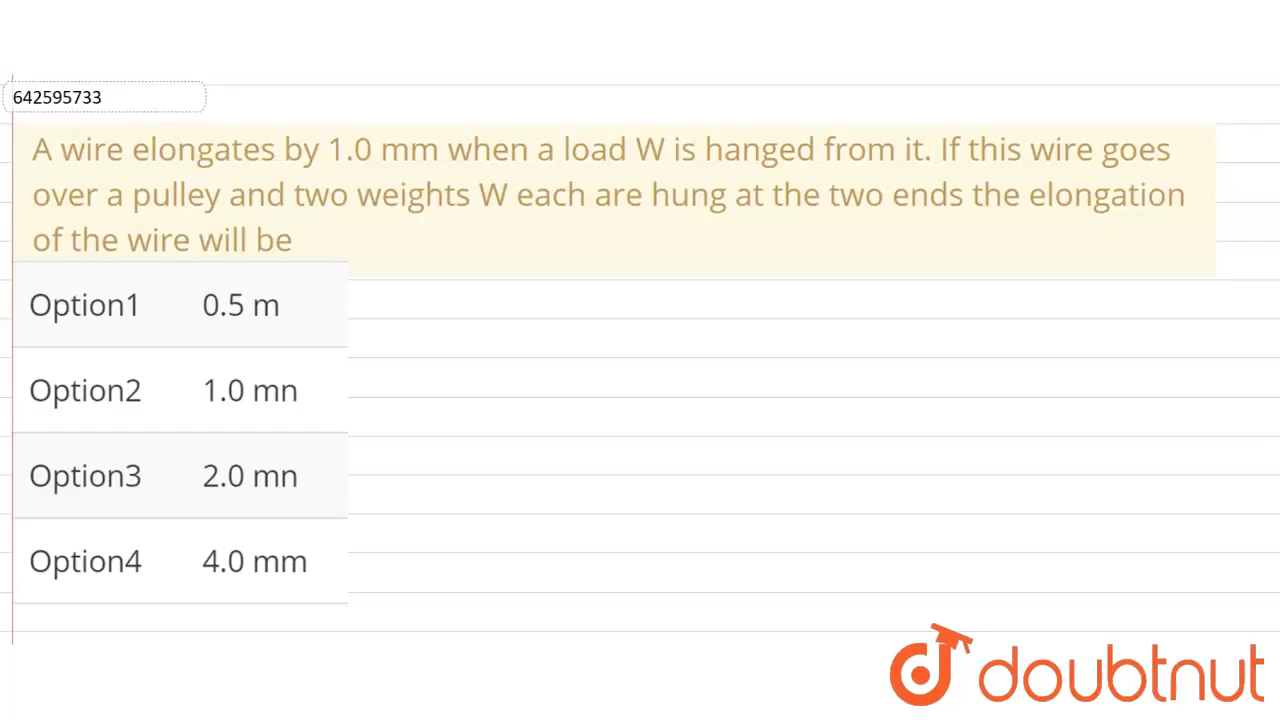 642595733
A wire elongates by 1.0 mm when a load W is hanged from it. If this wire goes
over a pulley and two weights W each are hung at the two ends the elongation
of the wire will be
Option1 0.5 m
Option2 1.0 mn
Option3 2.0 mn
Option4 4.0 mm
doubtnut